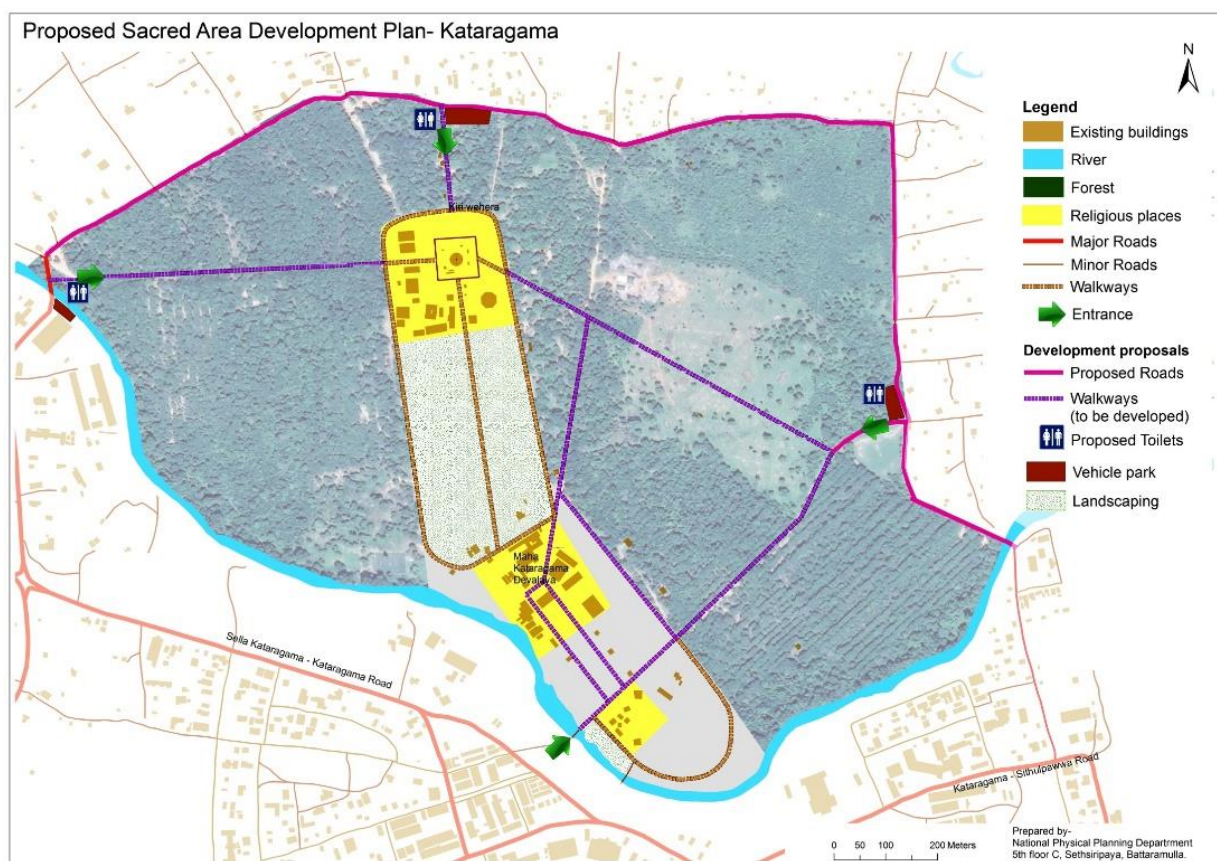 Proposed Sacred Area Development Plan- Kataragama
N
Kiri wehera
Maha
Kataragama
Devalaya
Sella Kataragama - Kataragama Road
Kataragama - Sithulpawwa Road
Legend
Existing buildings
River
Forest
Religious places
Major Roads
Minor Roads
Walkways
Entrance
Development proposals
Proposed Roads
Walkways
(to be developed)
Proposed Toilets
Vehicle park
Landscaping
0 50 100 200 Meters
Prepared by-
National Physical Planning Department
5th floor C, Sethsiripaya, Battaramulla.